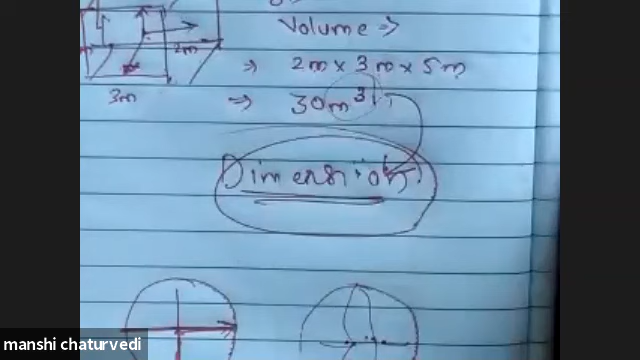 Volume =>
2m
=> 2m x 3m x 5m
3m
=> 30m³
Dimension
manshi chaturvedi